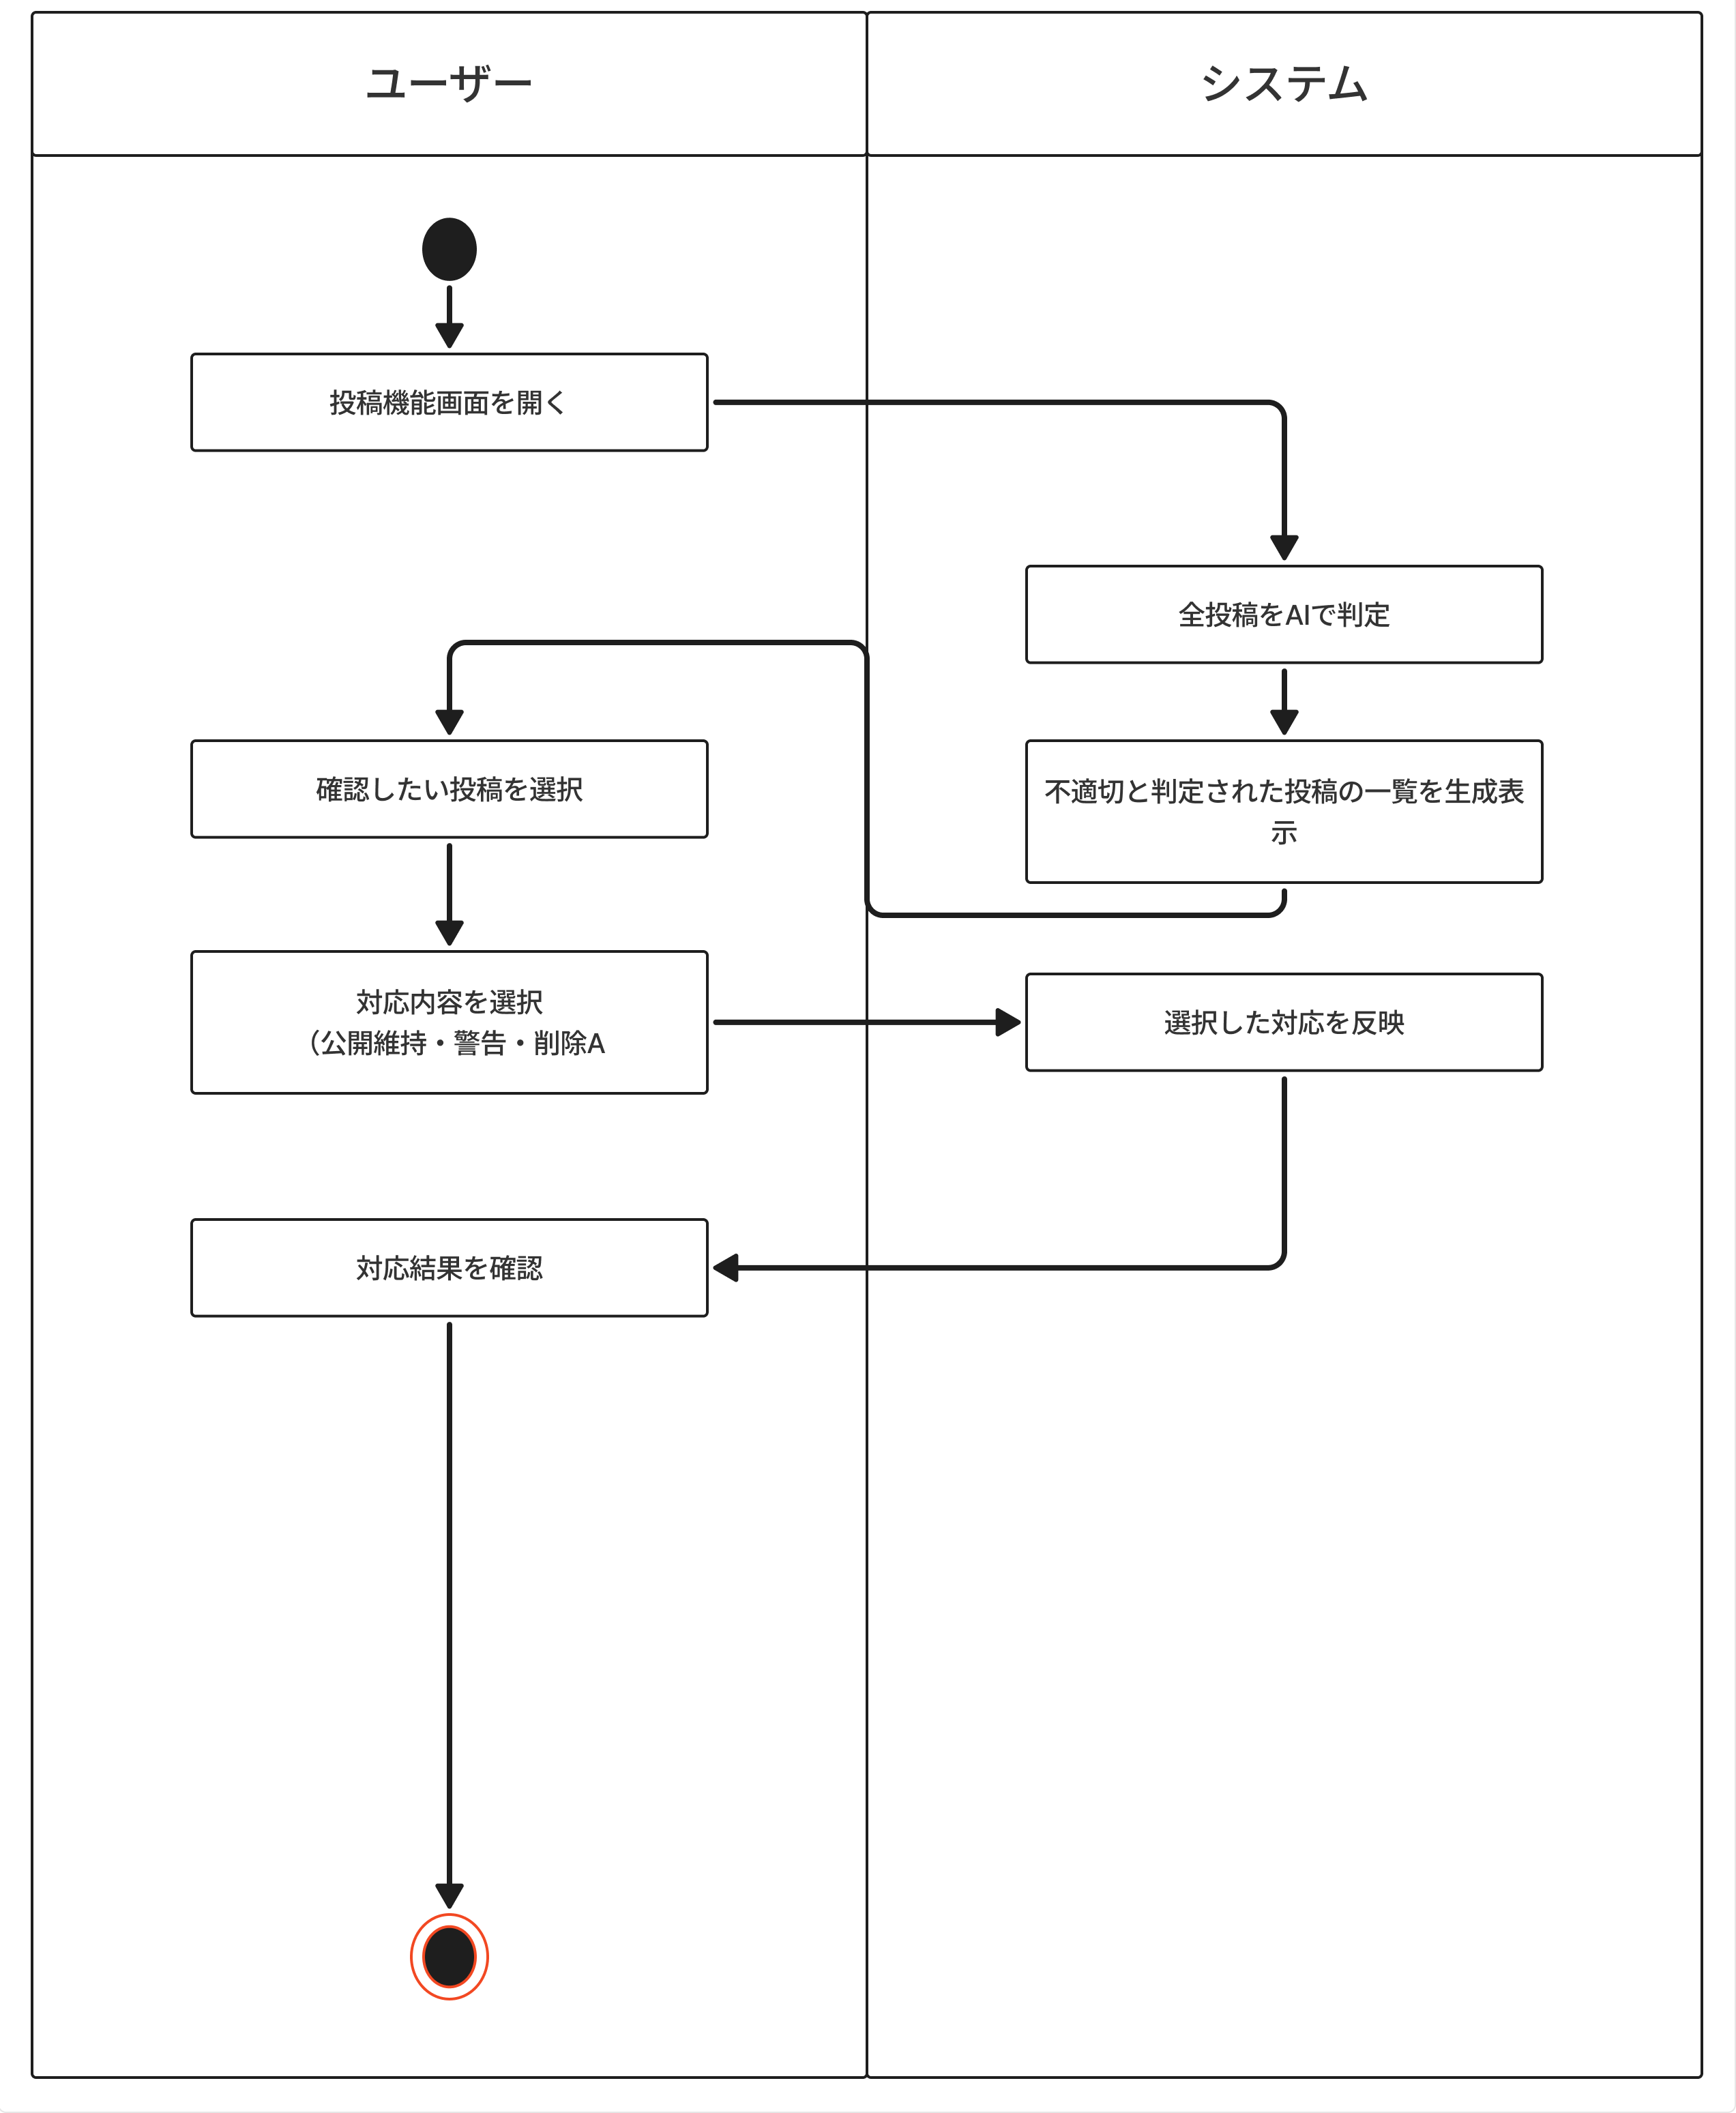 ユーザー
システム
投稿機能画面を開く
全投稿をAIで判定
確認したい投稿を選択
不適切と判定された投稿の一覧を生成表
示
対応内容を選択
（公開維持・警告・削除A
選択した対応を反映
対応結果を確認